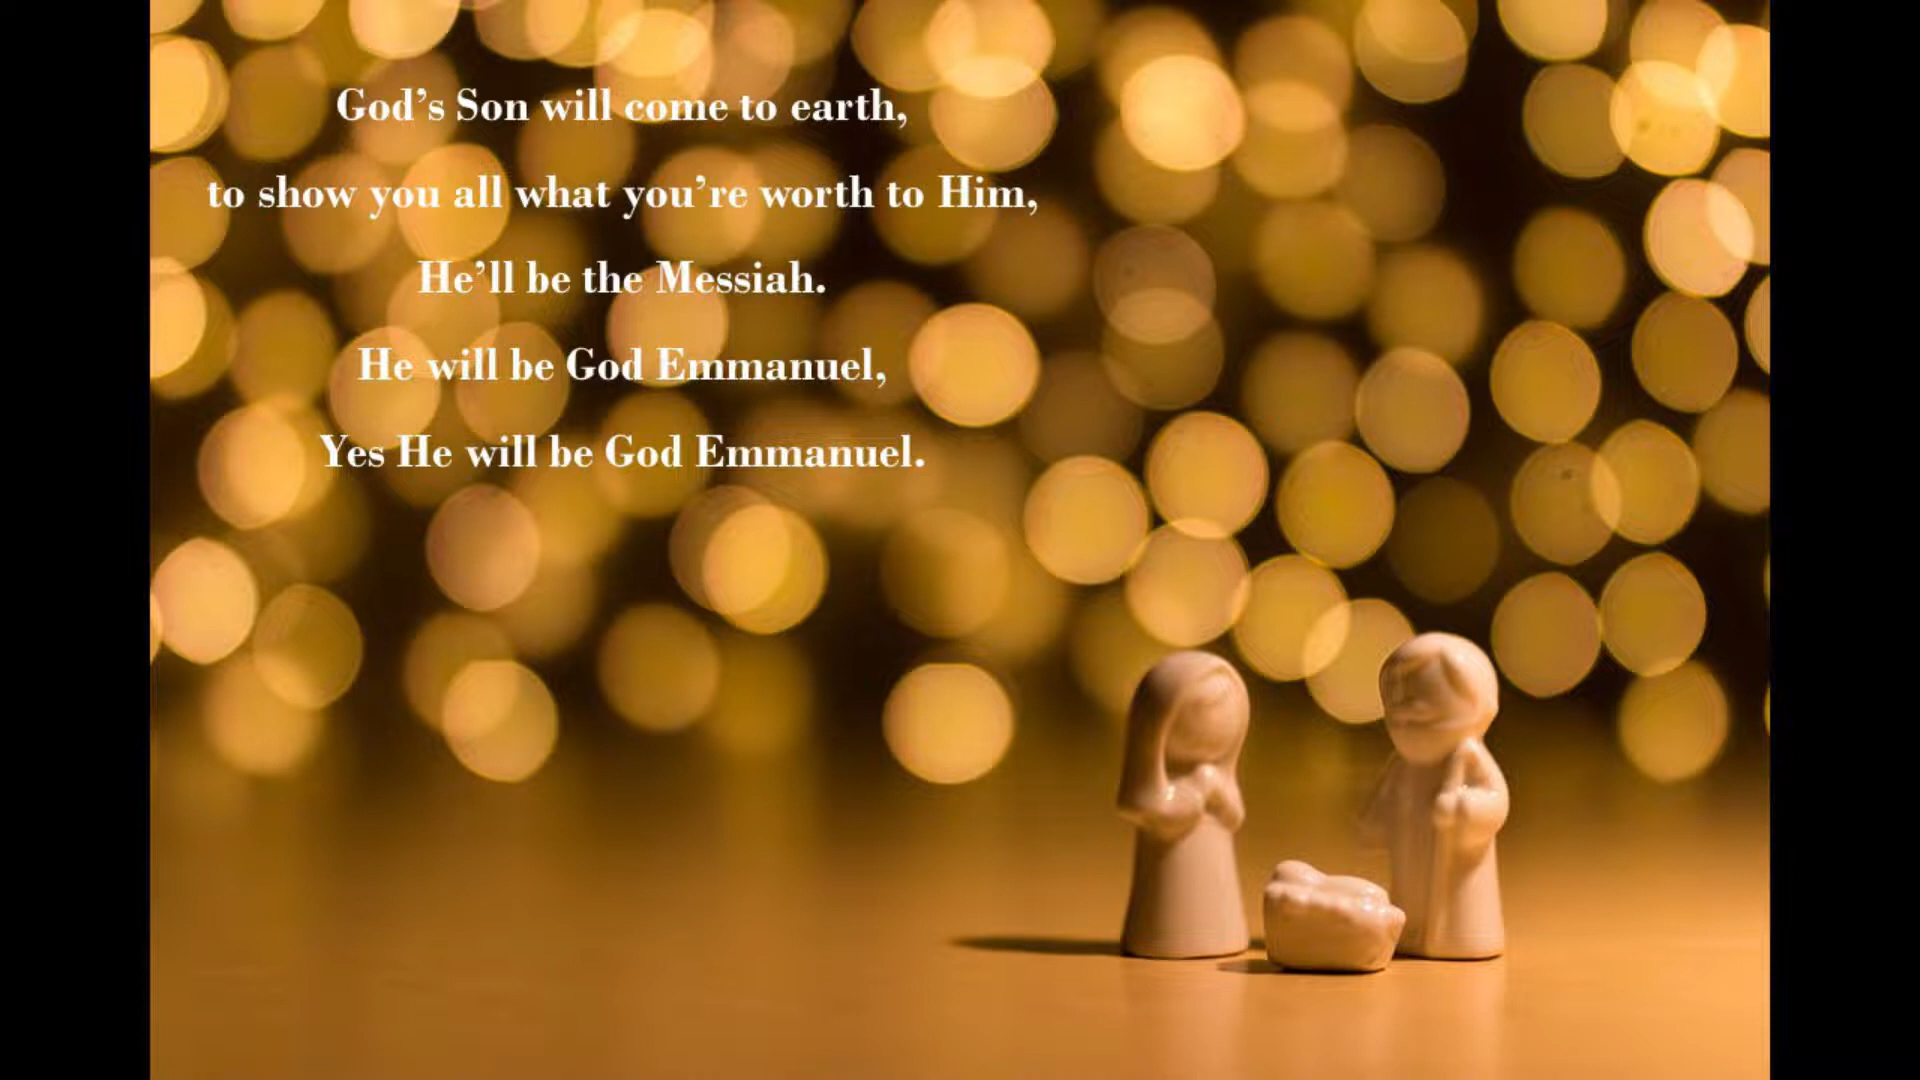 God’s Son will come to earth,
to show you all what you’re worth to Him,
He’ll be the Messiah.
He will be God Emmanuel,
Yes He will be God Emmanuel.